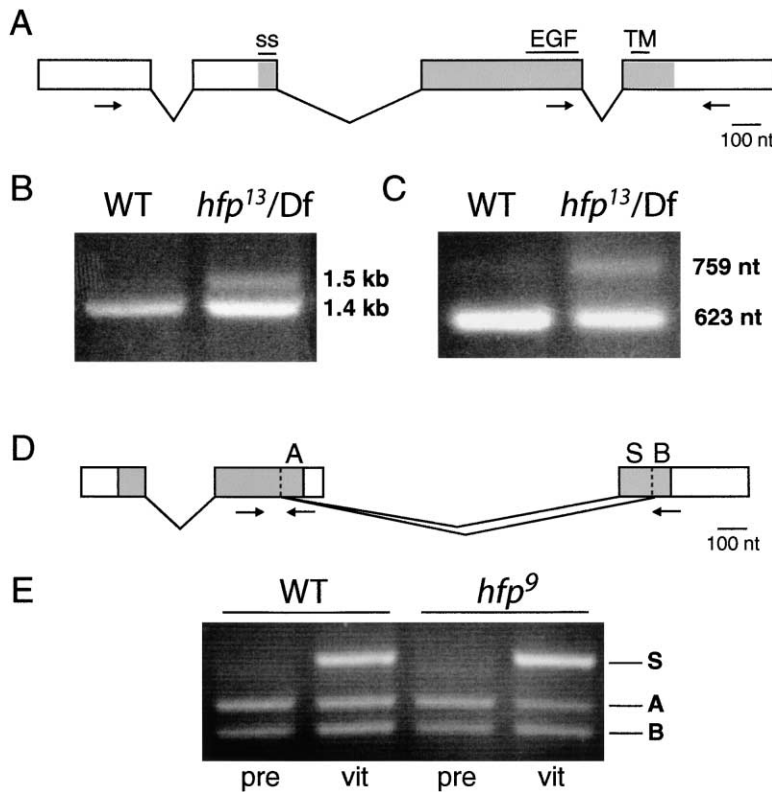 A
ss
EGF
TM
100 nt
B
WT
hfp13/Df
1.5 kb
1.4 kb
C
WT
hfp13/Df
759 nt
623 nt
D
A
S
B
100 nt
E
WT
hfp9
S
A
B
pre
vit
pre
vit